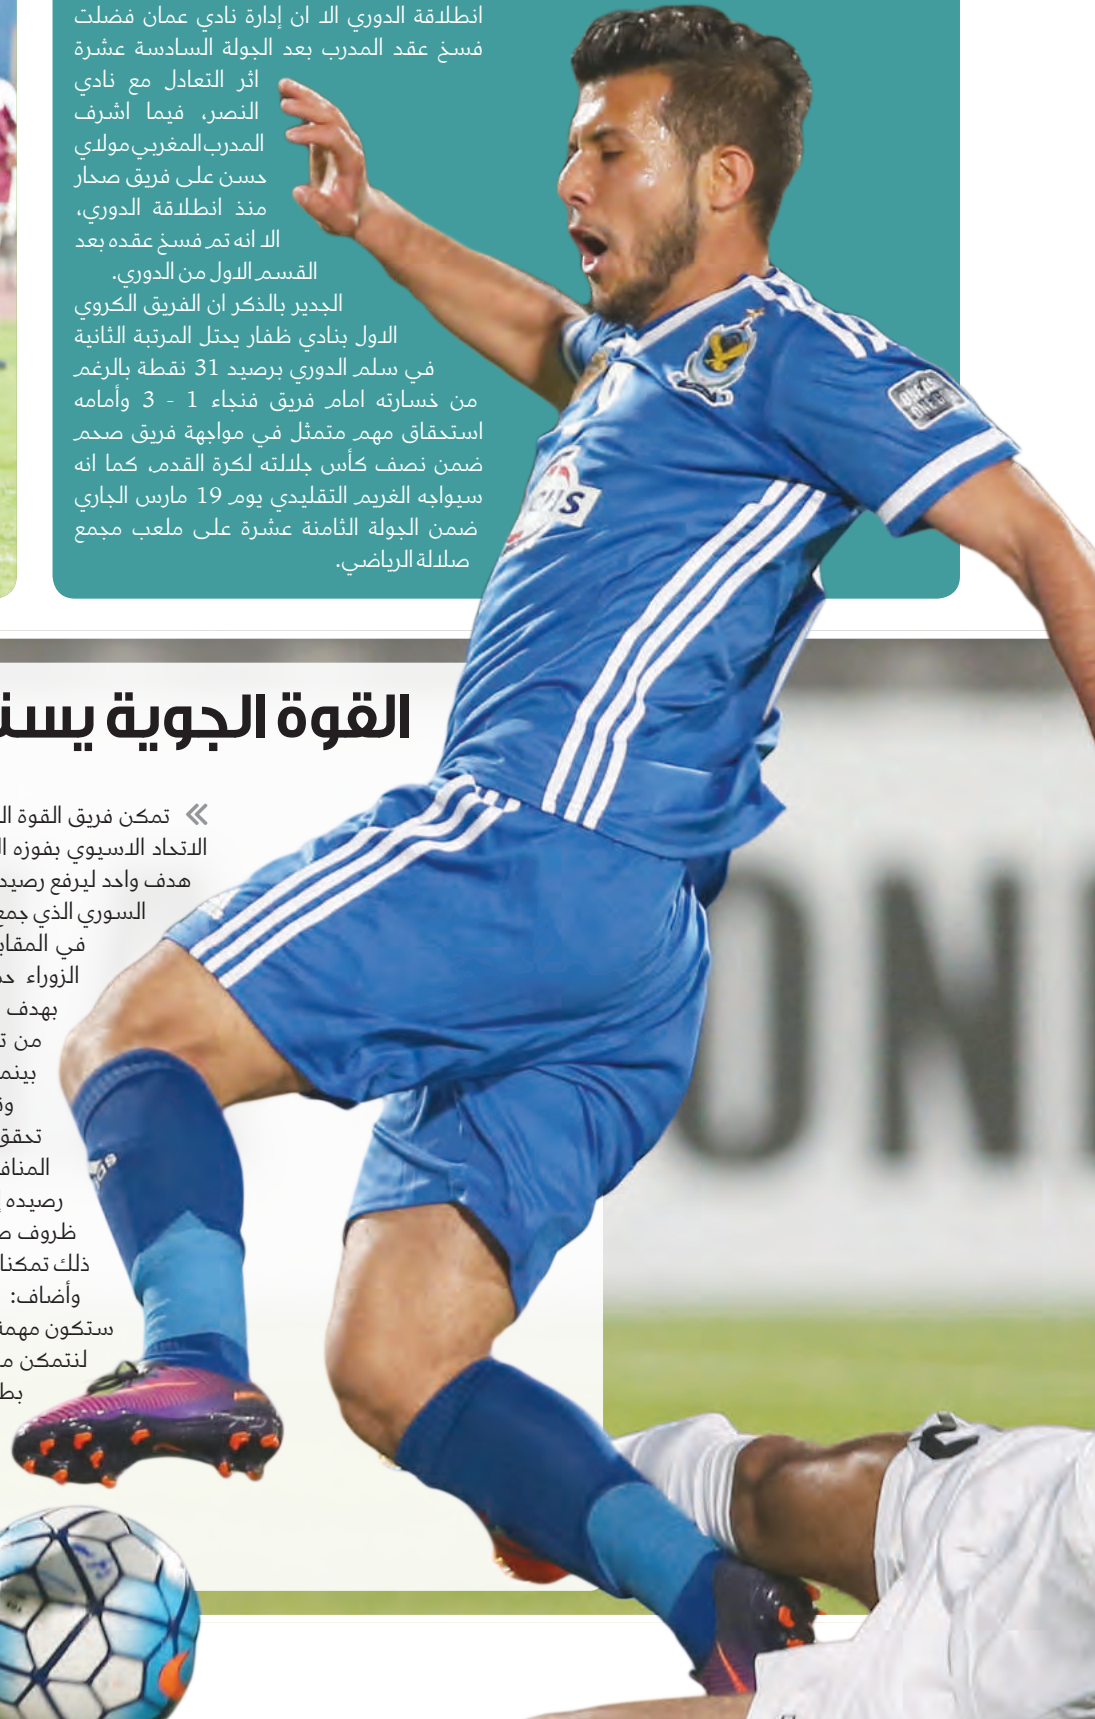 انطلاقة الدوري الا ان إدارة نادي عمان فضلت
فسخ عقد المدرب بعد الجولة السادسة عشرة
اثر التعادل مع نادي
النصر، فيما اشرف
المدرب المغربي مولاي
حسن على فريق صحار
منذ انطلاقة الدوري،
الا انه تم فسخ عقده بعد
القسم الاول من الدوري.
الجدير بالذكر ان الفريق الكروي
الاول بنادي ظفار يحتل المرتبة الثانية
في سلم الدوري برصيد 31 نقطة بالرغم
من خسارته امام فريق فنجاء 1 - 3 وأمامه
استحقاق مهم متمثل في مواجهة فريق صحم
ضمن نصف كأس جلالته لكرة القدم، كما انه
سيواجه الغريم التقليدي يوم 19 مارس الجاري
ضمن الجولة الثامنة عشرة على ملعب مجمع
صلالة الرياضي.
القوة الجوية
تمكن فريق القوة
الاتحاد الاسيوي بفوزه
هدف واحد ليرفع رصيد
السوري الذي جمع
في
الزوراء
بهدف
من
تحقق
رصيده
ظروف
ذلك تمكنا
وأضاف:
ستكون مهمة
لنتمكن